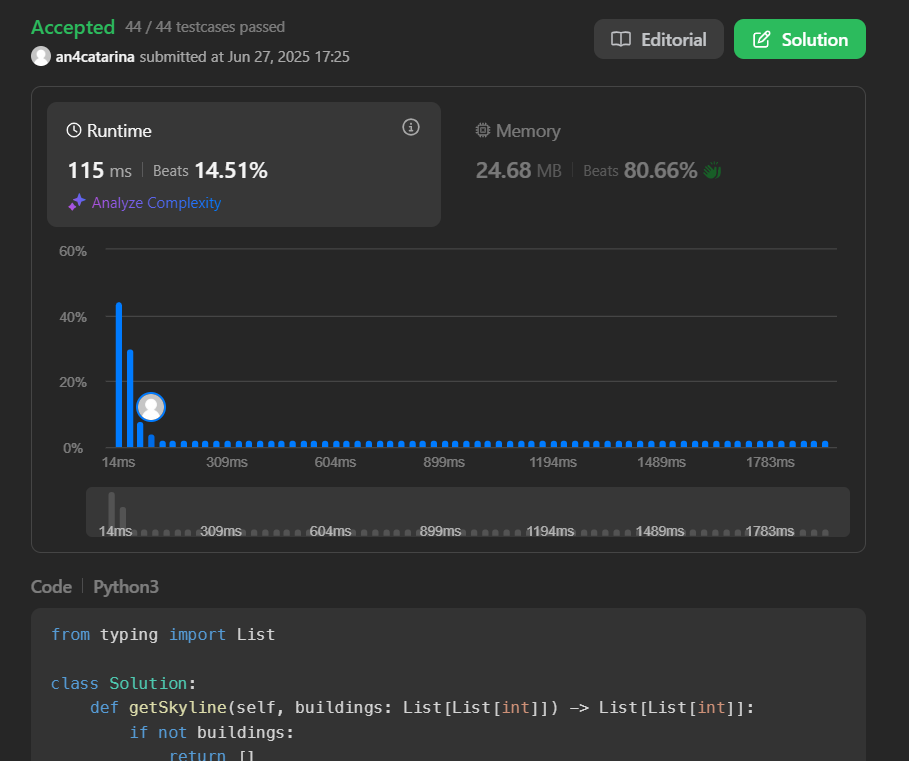 Accepted 44 / 44 testcases passed
an4catarina submitted at Jun 27, 2025 17:25
Editorial
Solution
Runtime
115 ms | Beats 14.51%
Analyze Complexity
Memory
24.68 MB | Beats 80.66%
60%
40%
20%
0%
14ms 309ms 604ms 899ms 1194ms 1489ms 1783ms
14ms 309ms 604ms 899ms 1194ms 1489ms 1783ms
Code | Python3
from typing import List
class Solution:
def getSkyline(self, buildings: List[List[int]]) -> List[List[int]]:
if not buildings:
return []